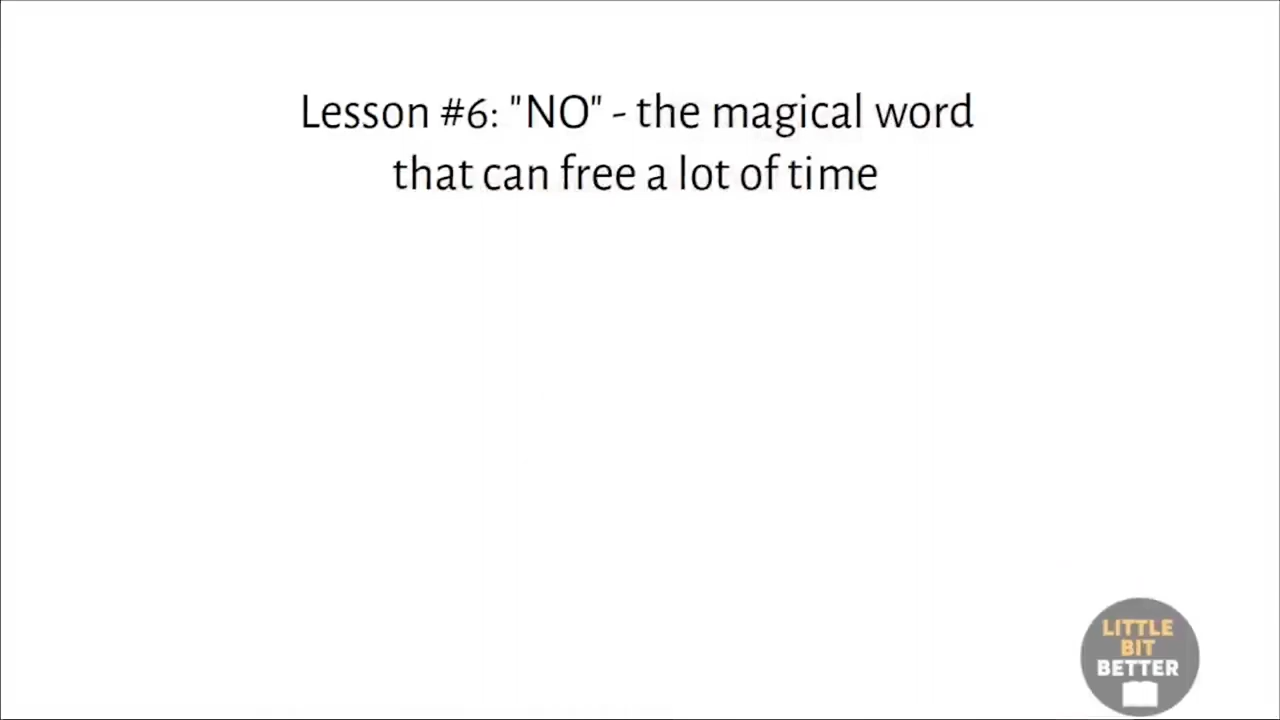 Lesson #6: "NO" - the magical word
that can free a lot of time
LITTLE
BIT
BETTER